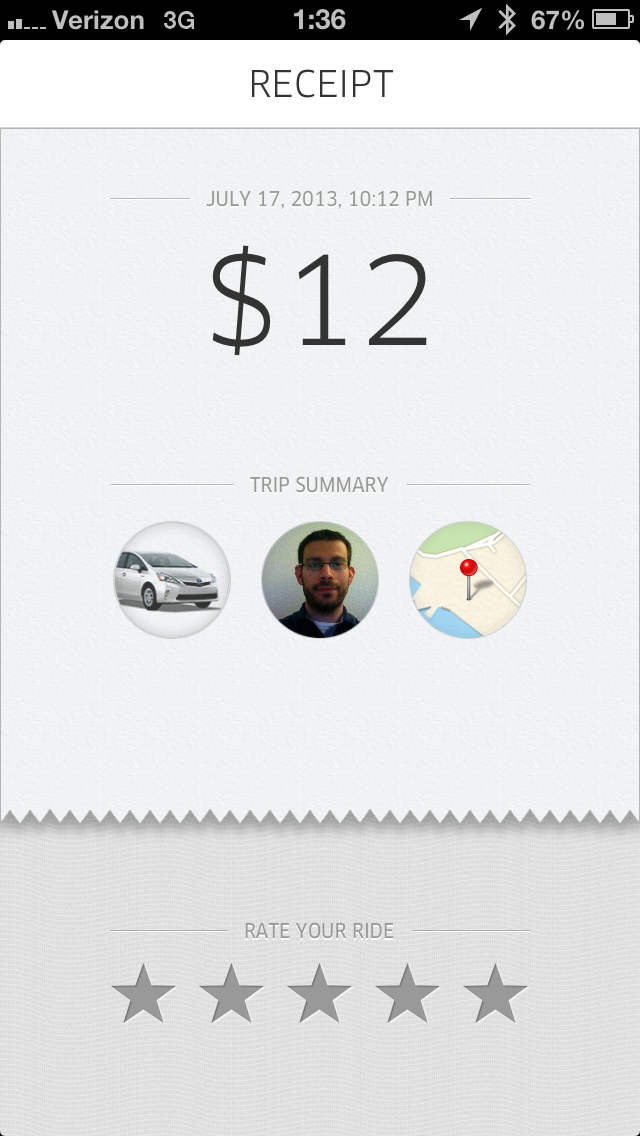 Verizon 3G 1:36 67%
RECEIPT
JULY 17, 2013, 10:12 PM
$12
TRIP SUMMARY
RATE YOUR RIDE